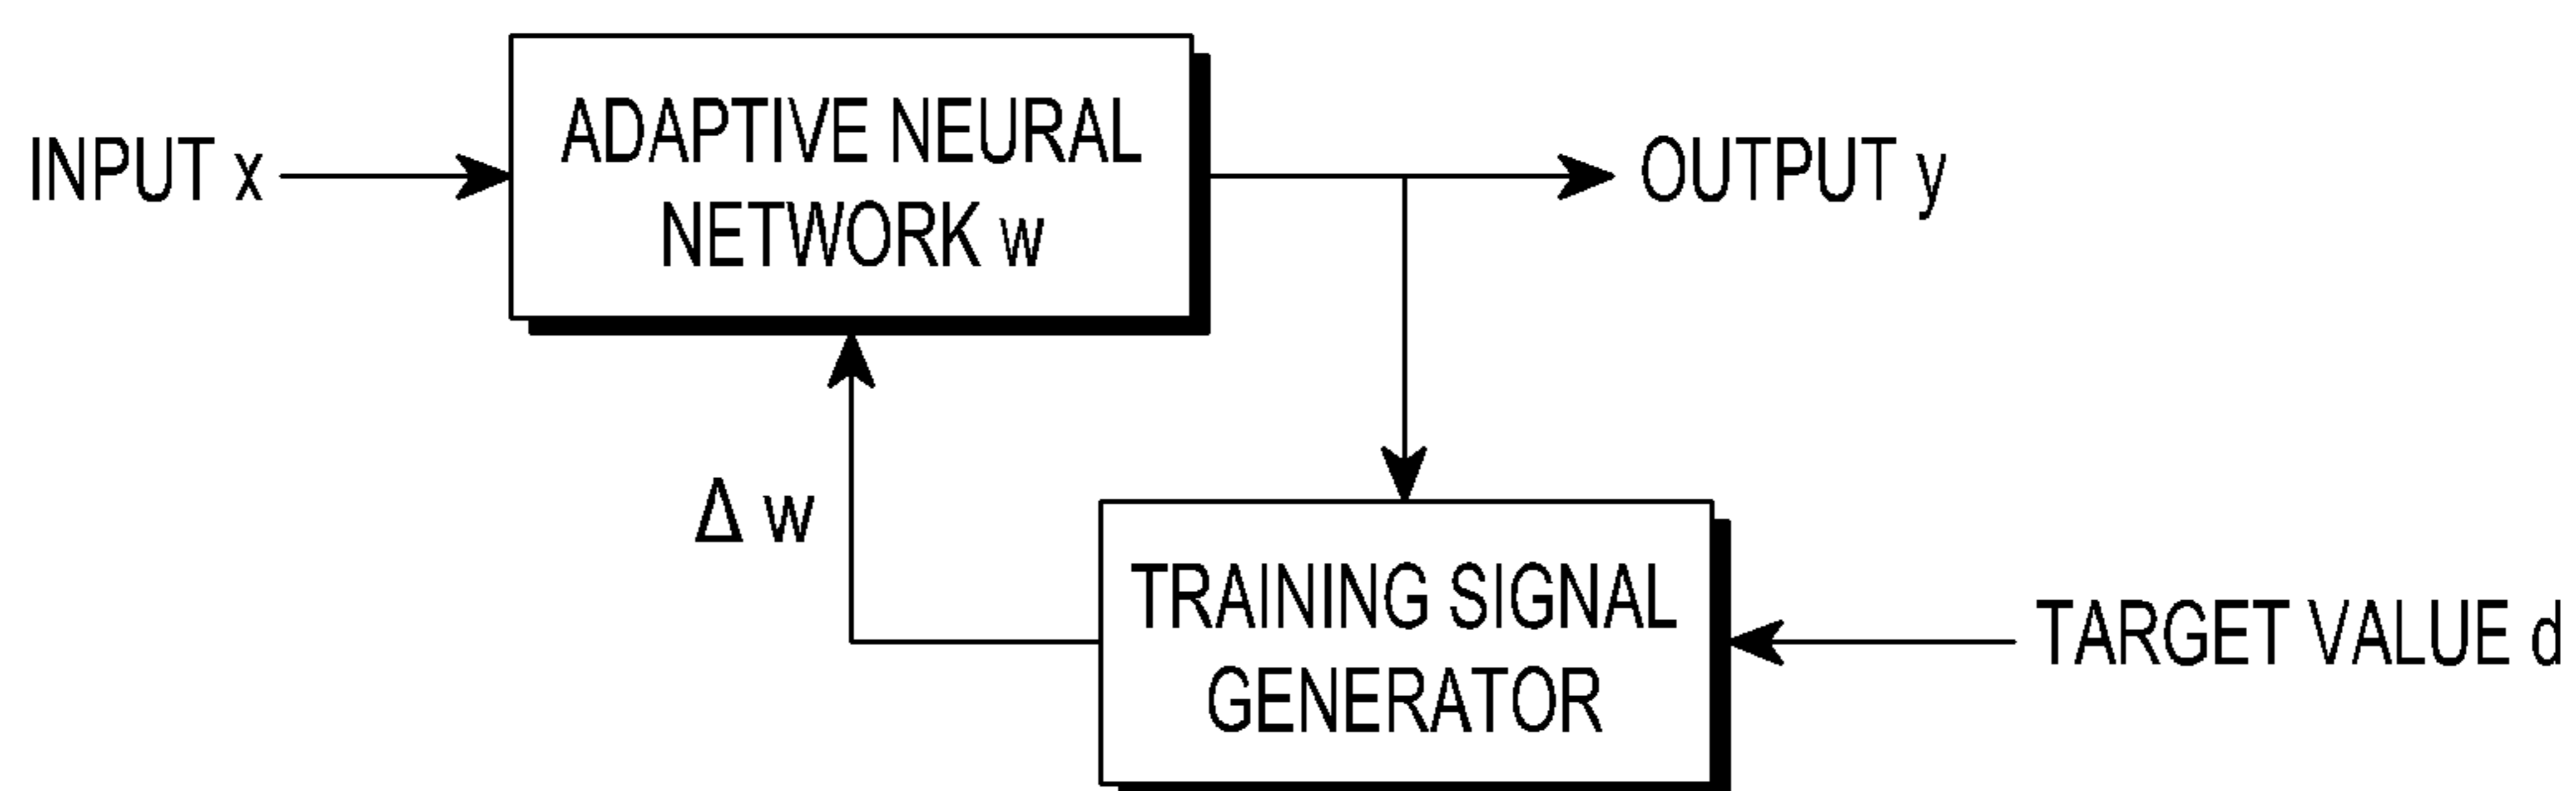 INPUT x
ADAPTIVE NEURAL
NETWORK w
OUTPUT y
Δ w
TRAINING SIGNAL
GENERATOR
TARGET VALUE d